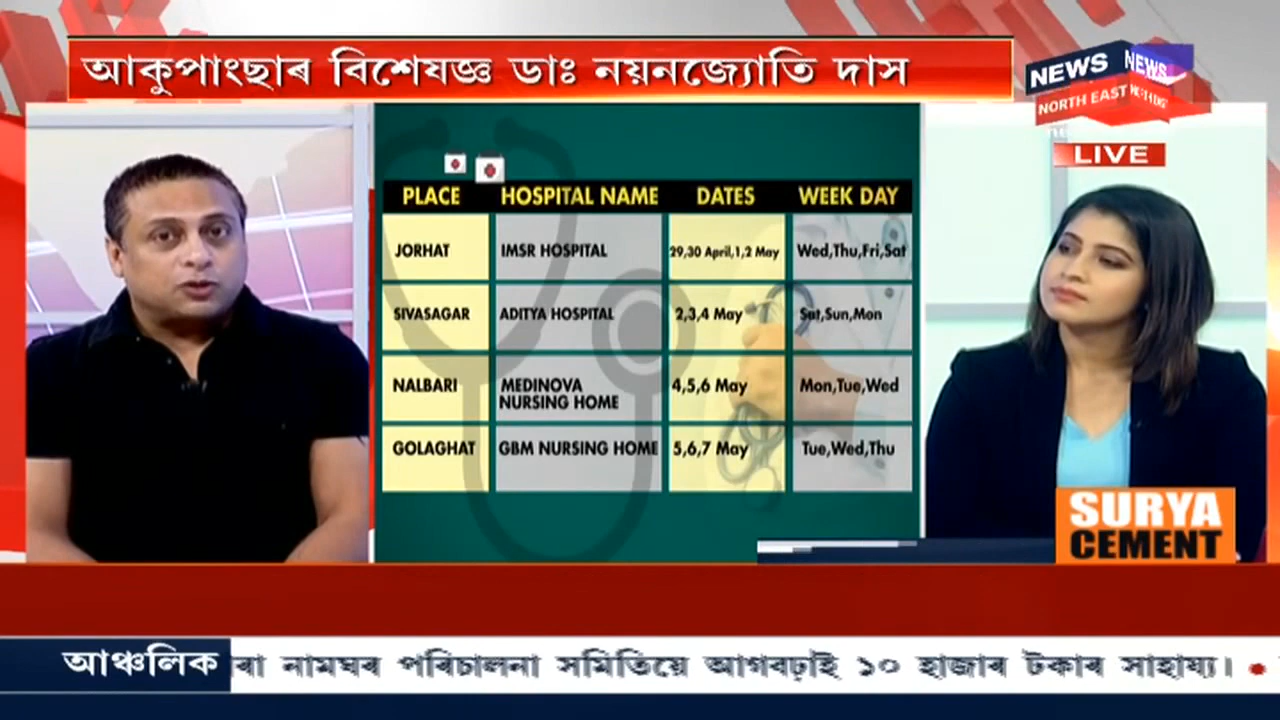 আকুপাংছাৰ বিশেষজ্ঞ ডাঃ নয়নজ্যোতি দাস
NEWS NEWS
NORTH EAST
LIVE
PLACE HOSPITAL NAME DATES WEEK DAY
JORHAT IMSR HOSPITAL 29,30 April,1,2 May Wed,Thu,Fri,Sat
SIVASAGAR ADITYA HOSPITAL 2,3,4 May Sat,Sun,Mon
NALBARI MEDINOVA NURSING HOME 4,5,6 May Mon,Tue,Wed
GOLAGHAT GBM NURSING HOME 5,6,7 May Tue,Wed,Thu
SURYA
CEMENT
আঞ্চলিক ৰা নামঘৰ পৰিচালনা সমিতিয়ে আগবঢ়াই ১০ হাজাৰ টকাৰ সাহায্য।